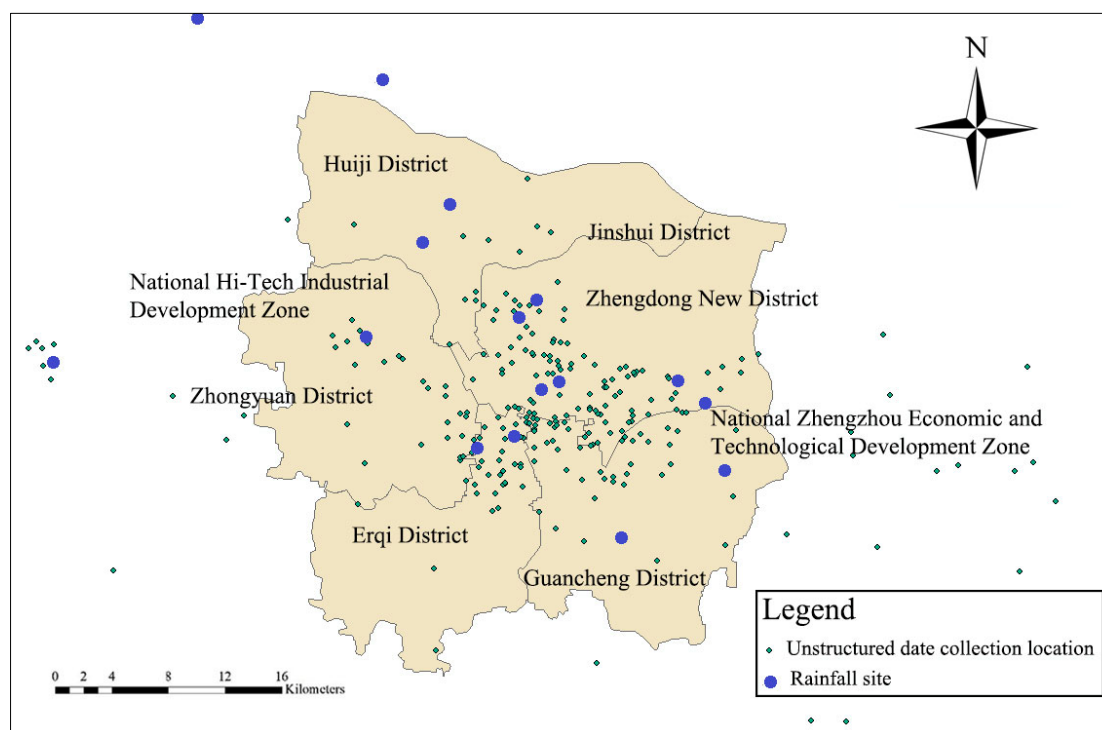 N
Huiji District
Jinshui District
National Hi-Tech Industrial
Development Zone
Zhengdong New District
Zhongyuan District
National Zhengzhou Economic and
Technological Development Zone
Erqi District
Guancheng District
Legend
Unstructured date collection location
Rainfall site
0 2 4 8 12 16
Kilometers